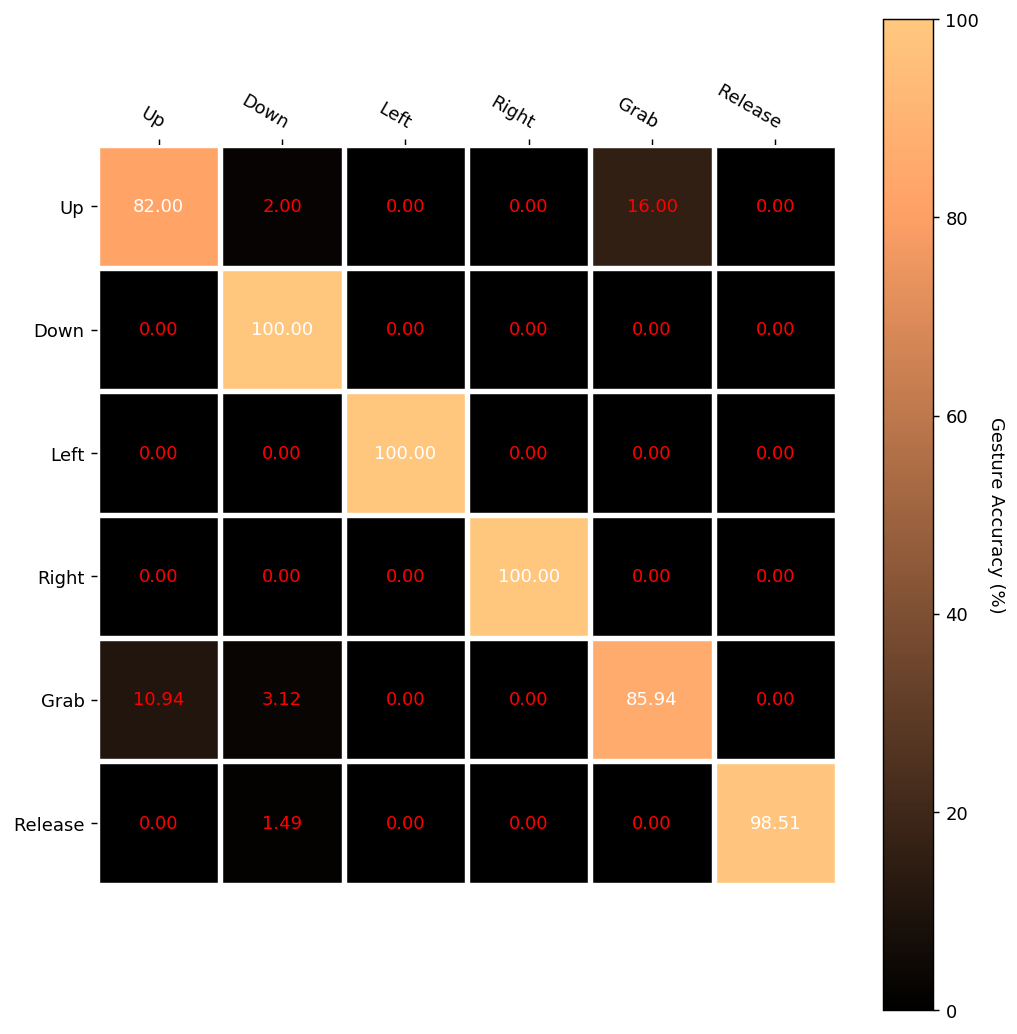 Up Down Left Right Grab Release
Up 82.00 2.00 0.00 0.00 16.00 0.00
Down 0.00 100.00 0.00 0.00 0.00 0.00
Left 0.00 0.00 100.00 0.00 0.00 0.00
Right 0.00 0.00 0.00 100.00 0.00 0.00
Grab 10.94 3.12 0.00 0.00 85.94 0.00
Release 0.00 1.49 0.00 0.00 0.00 98.51
100
80
60
40
20
0
Gesture Accuracy (%)